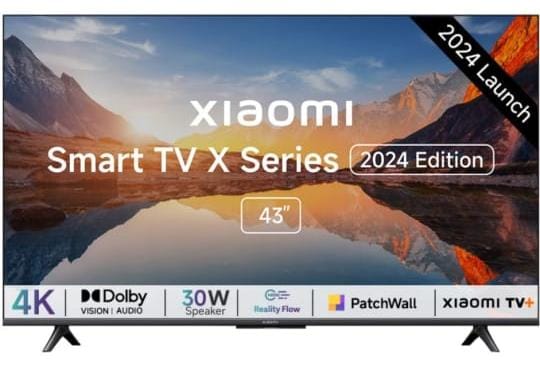 2024 Launch
xiaomi
Smart TV X Series 2024 Edition
43"
4K
Dolby
VISION | AUDIO
30W
Speaker
Reality Flow
PatchWall
xiaomi TV+